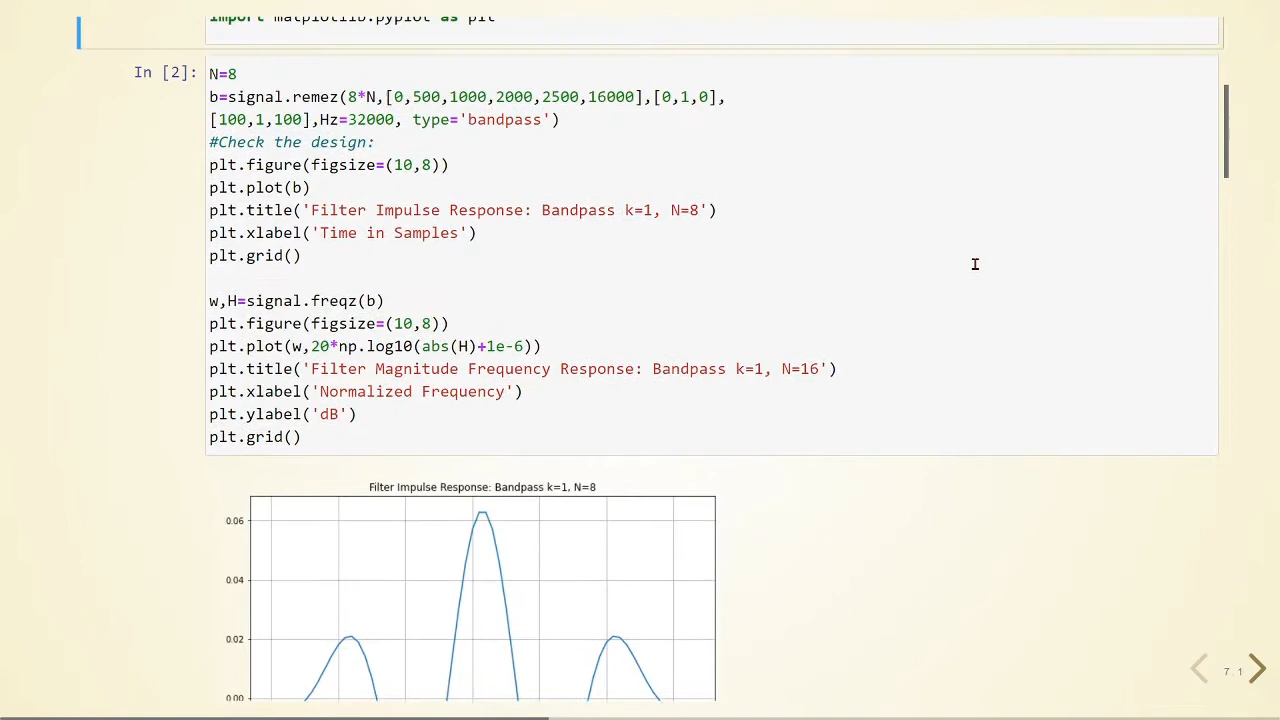 import matplotlib.pyplot as plt
In [2]:
N=8
b=signal.remez(8*N,[0,500,1000,2000,2500,16000],[0,1,0],
[100,1,100],Hz=32000, type='bandpass')
#Check the design:
plt.figure(figsize=(10,8))
plt.plot(b)
plt.title('Filter Impulse Response: Bandpass k=1, N=8')
plt.xlabel('Time in Samples')
plt.grid()
w,H=signal.freqz(b)
plt.figure(figsize=(10,8))
plt.plot(w,20*np.log10(abs(H)+1e-6))
plt.title('Filter Magnitude Frequency Response: Bandpass k=1, N=16')
plt.xlabel('Normalized Frequency')
plt.ylabel('dB')
plt.grid()
Filter Impulse Response: Bandpass k=1, N=8
0.06
0.04
0.02
0.00
7.1